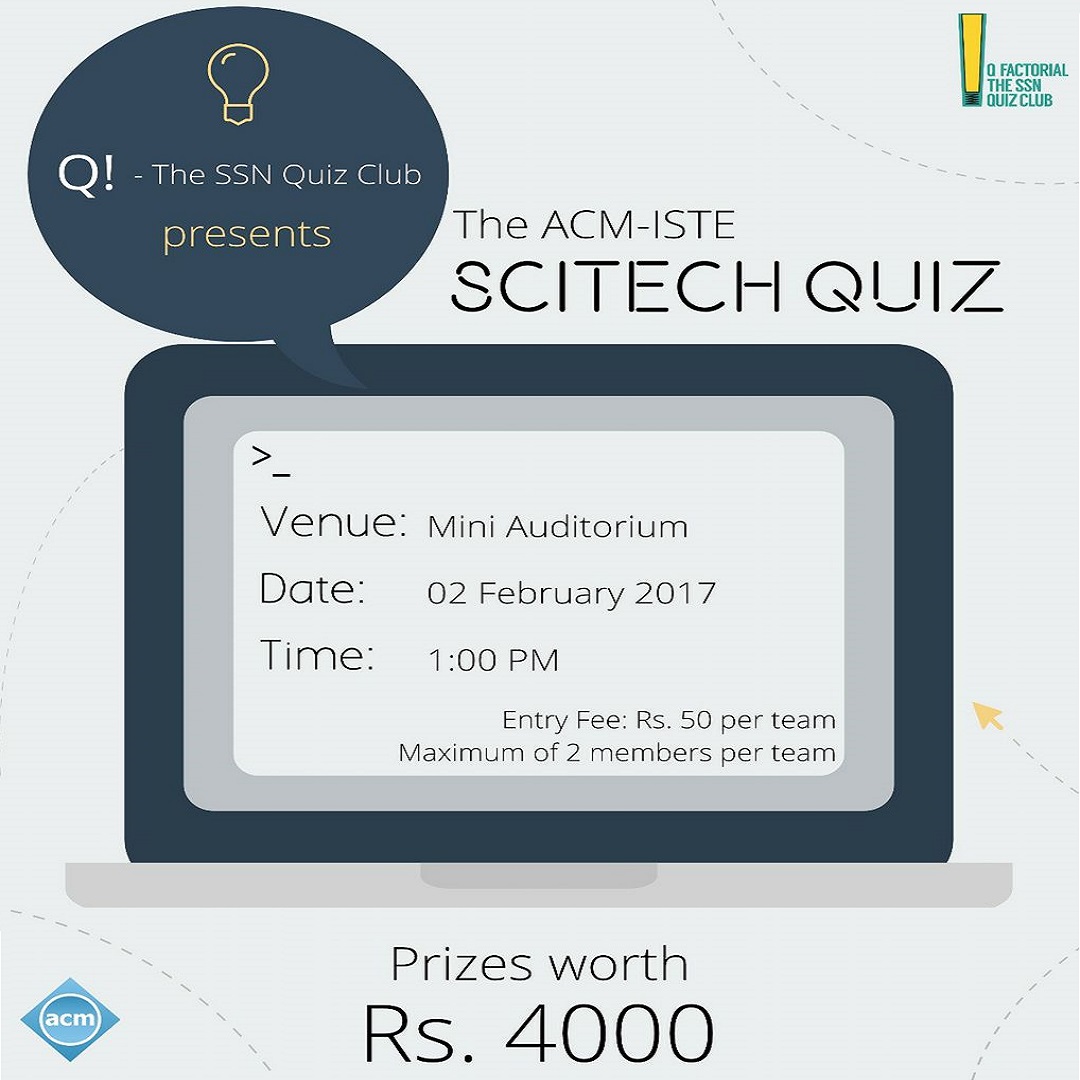 Q! - The SSN Quiz Club
presents
Q FACTORIAL
THE SSN
QUIZ CLUB
The ACM-ISTE
SCITECH QUIZ
>_
Venue: Mini Auditorium
Date: 02 February 2017
Time: 1:00 PM
Entry Fee: Rs. 50 per team
Maximum of 2 members per team
Prizes worth
Rs. 4000
acm